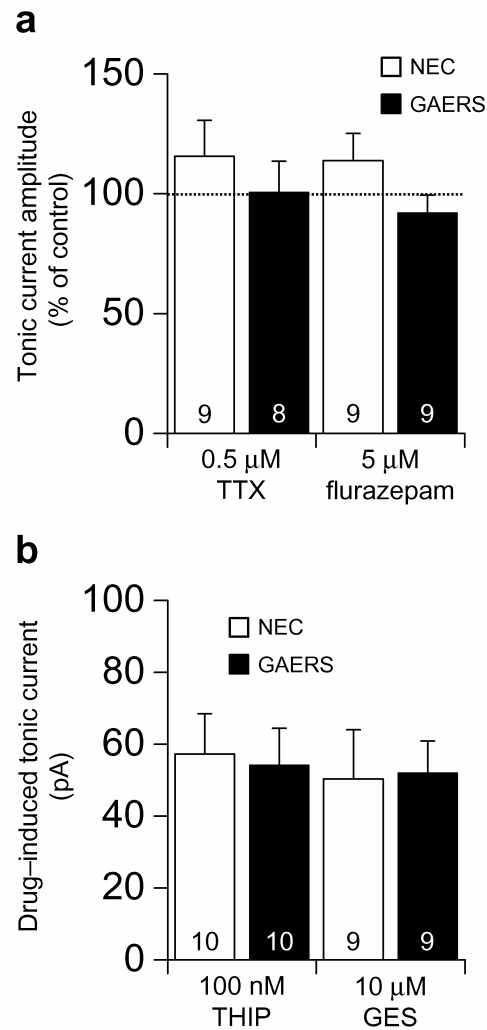 a
150
100
50
0
Tonic current amplitude
(% of control)
NEC
GAERS
9
8
9
9
0.5 μM
TTX
5 μM
flurazepam
b
100
80
60
40
20
0
Drug–induced tonic current
(pA)
NEC
GAERS
10
10
9
9
100 nM
THIP
10 μM
GES